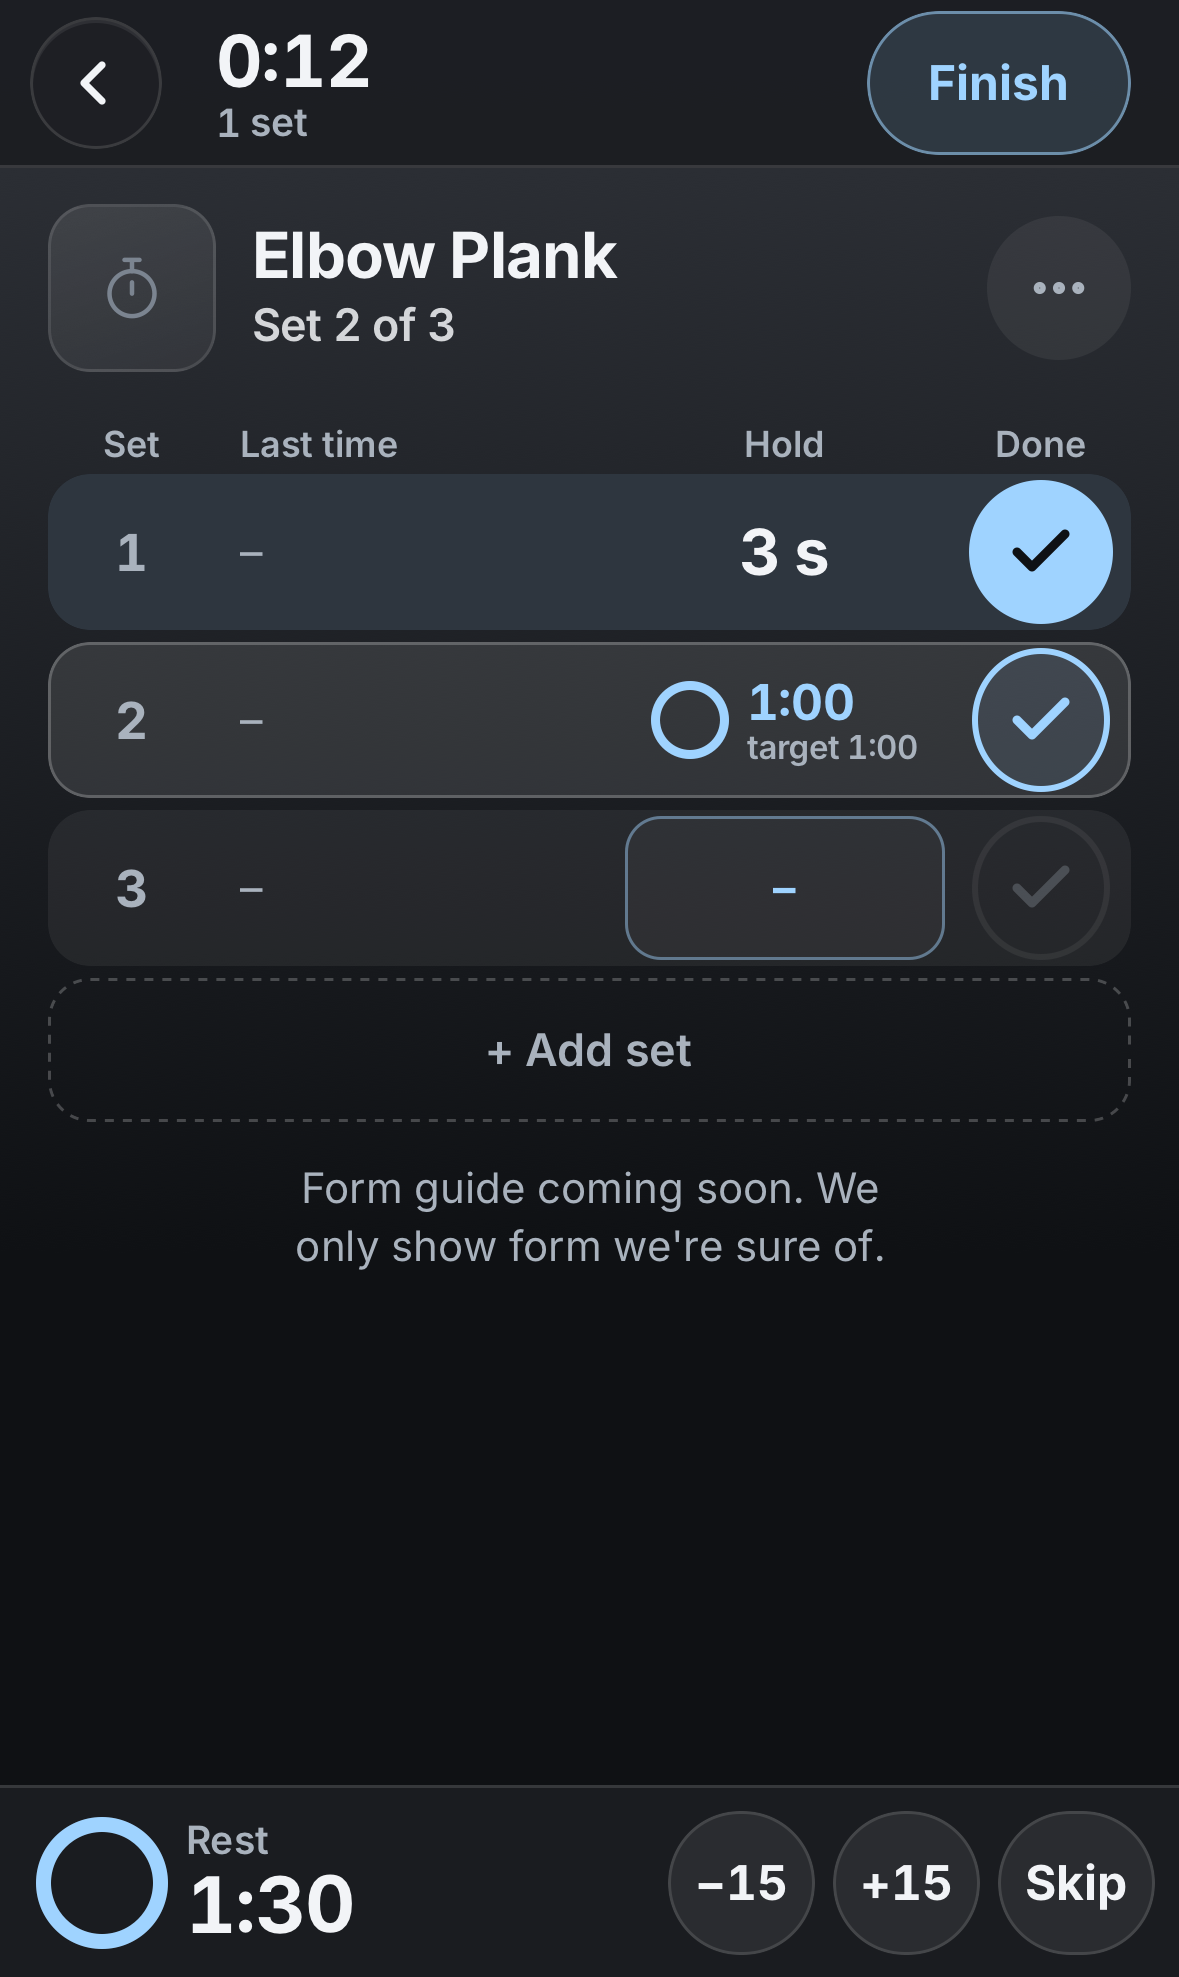 0:12
1 set
Finish
Elbow Plank
Set 2 of 3
Set Last time Hold Done
1 – 3 s
2 – 1:00
target 1:00
3 – –
+ Add set
Form guide coming soon. We
only show form we're sure of.
Rest
1:30
–15 +15 Skip